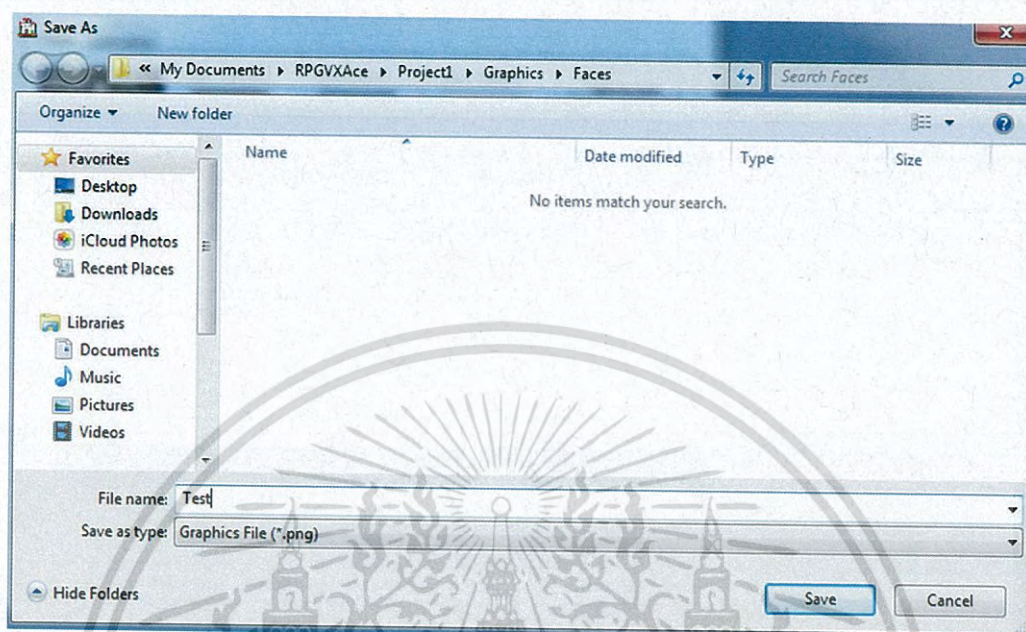 Save As
« My Documents ▸ RPGVXAce ▸ Project1 ▸ Graphics ▸ Faces
Search Faces
Organize ▾ New folder
Name Date modified Type Size
No items match your search.
Favorites
Desktop
Downloads
iCloud Photos
Recent Places
Libraries
Documents
Music
Pictures
Videos
File name: Test
Save as type: Graphics File (*.png)
Hide Folders
Save Cancel